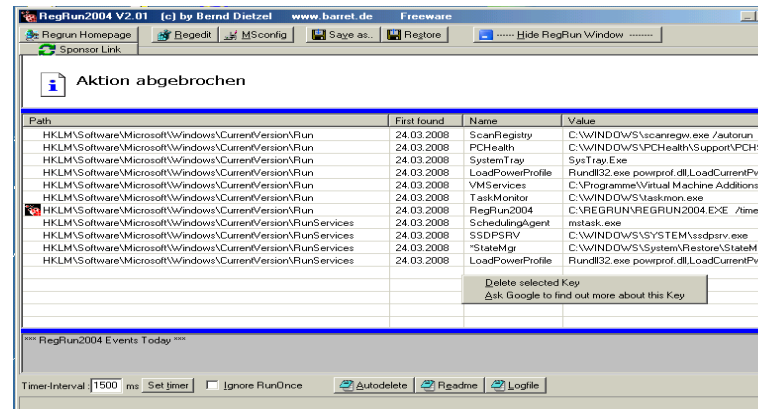 RegRun2004 V2.01 (c) by Bernd Dietzel www.barret.de Freeware
Regrun Homepage Regedit MSconfig Save as.. Restore ----- Hide RegRun Window --------
Sponsor Link
Aktion abgebrochen
Path First found Name Value
HKLM\Software\Microsoft\Windows\CurrentVersion\Run 24.03.2008 ScanRegistry C:\WINDOWS\scanregw.exe /autorun
HKLM\Software\Microsoft\Windows\CurrentVersion\Run 24.03.2008 PCHealth C:\WINDOWS\PCHealth\Support\PCHS
HKLM\Software\Microsoft\Windows\CurrentVersion\Run 24.03.2008 SystemTray SysTray.Exe
HKLM\Software\Microsoft\Windows\CurrentVersion\Run 24.03.2008 LoadPowerProfile Rundll32.exe powrprof.dll,LoadCurrentPw
HKLM\Software\Microsoft\Windows\CurrentVersion\Run 24.03.2008 VMServices C:\Programme\Virtual Machine Additions
HKLM\Software\Microsoft\Windows\CurrentVersion\Run 24.03.2008 TaskMonitor C:\WINDOWS\taskmon.exe
HKLM\Software\Microsoft\Windows\CurrentVersion\Run 24.03.2008 RegRun2004 C:\REGRUN\REGRUN2004.EXE /time
HKLM\Software\Microsoft\Windows\CurrentVersion\RunServices 24.03.2008 SchedulingAgent mstask.exe
HKLM\Software\Microsoft\Windows\CurrentVersion\RunServices 24.03.2008 SSDPSRV C:\WINDOWS\SYSTEM\ssdpsrv.exe
HKLM\Software\Microsoft\Windows\CurrentVersion\RunServices 24.03.2008 *StateMgr C:\WINDOWS\System\Restore\StateM
HKLM\Software\Microsoft\Windows\CurrentVersion\RunServices 24.03.2008 LoadPowerProfile Rundll32.exe powrprof.dll,LoadCurrentPw
Delete selected Key
Ask Google to find out more about this Key
*** RegRun2004 Events Today ***
Timer-Interval : 1500 ms Set timer Ignore RunOnce Autodelete Readme Logfile